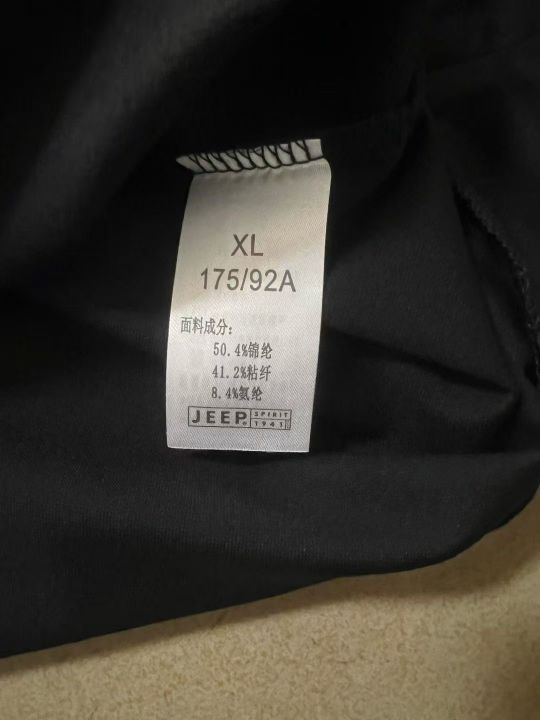 XL
175/92A
面料成分：
50.4%锦纶
41.2%粘纤
8.4%氨纶
JEEP SPIRIT
1941